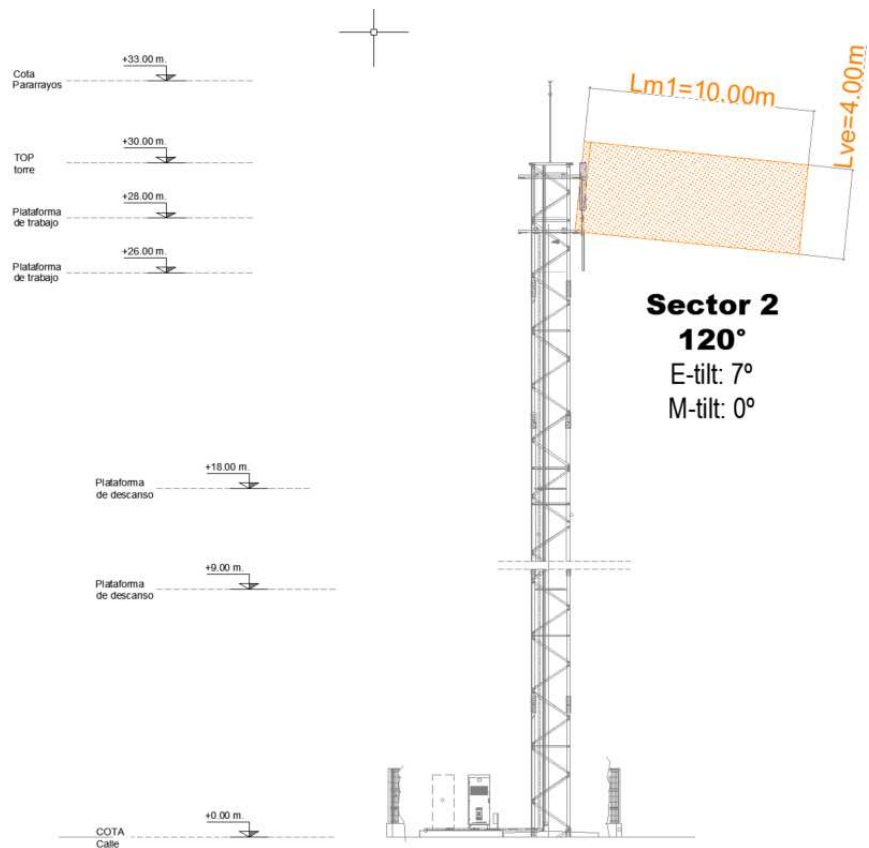 +33.00 m.
Cota
Pararrayos
Lm1=10.00m
Lve=4.00m
+30.00 m.
TOP
torre
+28.00 m.
Plataforma
de trabajo
+26.00 m.
Plataforma
de trabajo
Sector 2
120°
E-tilt: 7º
M-tilt: 0º
+18.00 m.
Plataforma
de descanso
+9.00 m.
Plataforma
de descanso
+0.00 m.
COTA
Calle